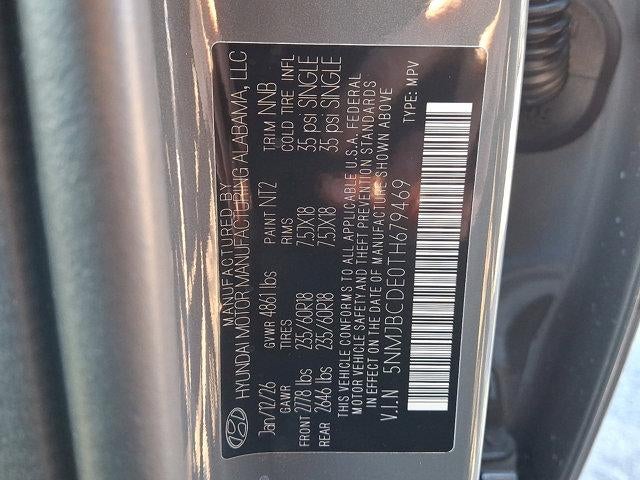 MANUFACTURED BY
HYUNDAI MOTOR MANUFACTURING ALABAMA, LLC
Jan/12/26 GVWR 4861 lbs PAINT NT2 TRIM NNB
GAWR TIRES RIMS COLD TIRE INFL
FRONT 2778 lbs 235/60R18 7.5JX18 35 psi SINGLE
REAR 2646 lbs 235/60R18 7.5JX18 35 psi SINGLE
THIS VEHICLE CONFORMS TO ALL APPLICABLE U.S.A. FEDERAL
MOTOR VEHICLE SAFETY AND THEFT PREVENTION STANDARDS
IN EFFECT ON THE DATE OF MANUFACTURE SHOWN ABOVE
V.I.N 5NMJBCDE0TH679469 TYPE: MPV